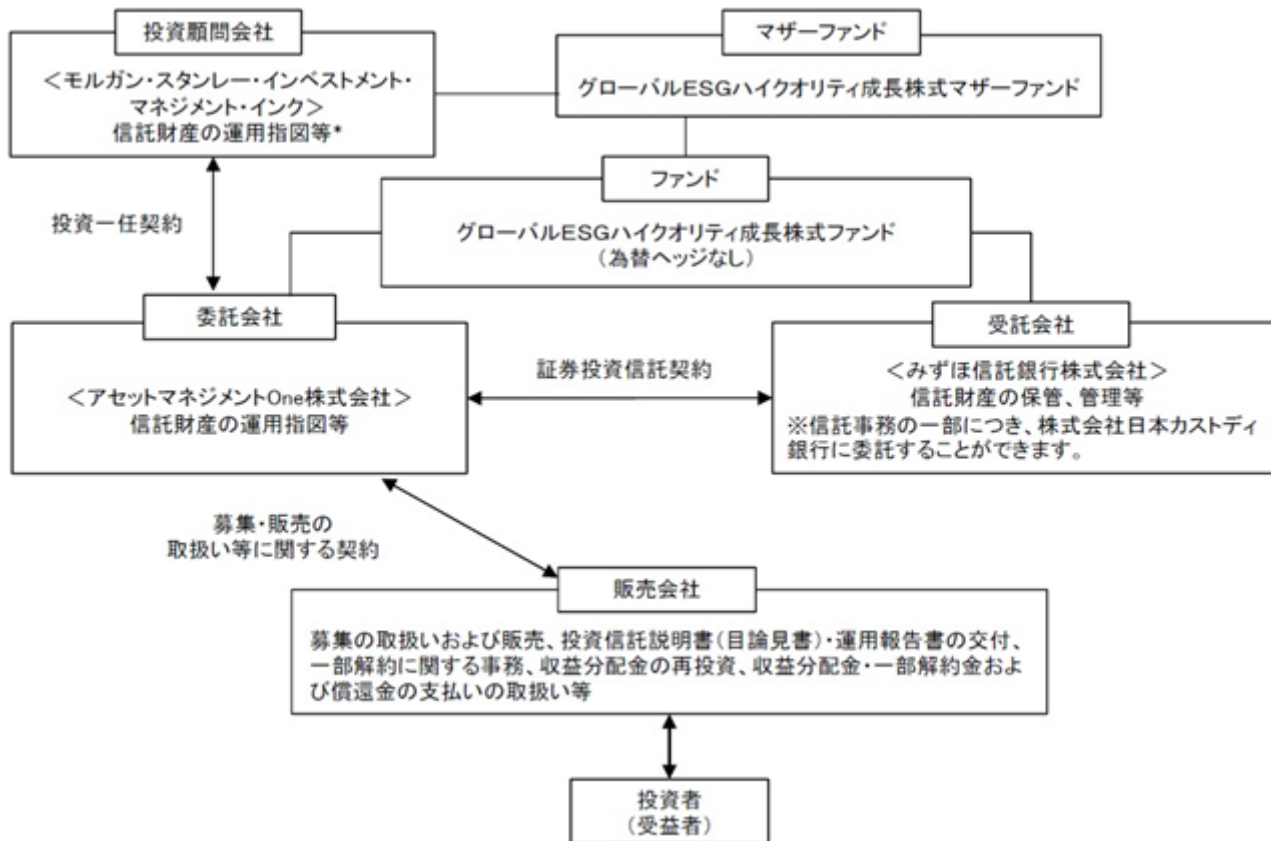 投資顧問会社
＜モルガン・スタンレー・インベストメント・
マネジメント・インク＞
信託財産の運用指図等*
マザーファンド
グローバルＥＳＧハイクオリティ成長株式マザーファンド
ファンド
グローバルＥＳＧハイクオリティ成長株式ファンド
（為替ヘッジなし）
投資一任契約
委託会社
＜アセットマネジメントOne株式会社＞
信託財産の運用指図等
証券投資信託契約
受託会社
＜みずほ信託銀行株式会社＞
信託財産の保管、管理等
※信託事務の一部につき、株式会社日本カストディ
銀行に委託することができます。
募集・販売の
取扱い等に関する契約
販売会社
募集の取扱いおよび販売、投資信託説明書（目論見書）・運用報告書の交付、
一部解約に関する事務、収益分配金の再投資、収益分配金・一部解約金およ
び償還金の支払いの取扱い等
投資者
（受益者）